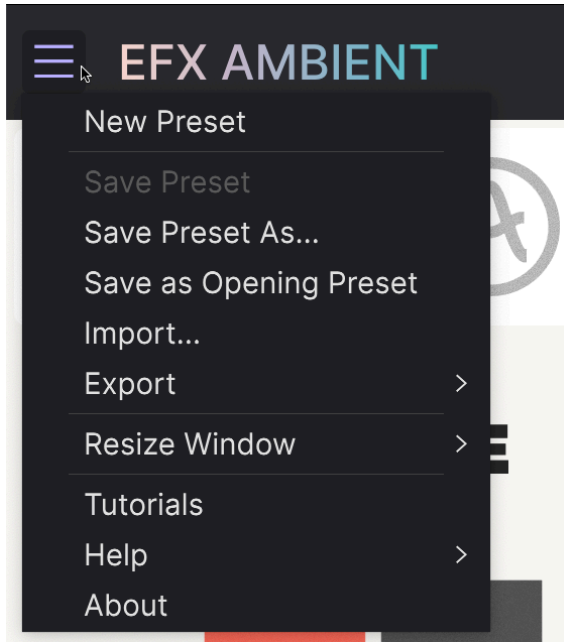 EFX AMBIENT
New Preset
Save Preset
Save Preset As...
Save as Opening Preset
Import...
Export
Resize Window
Tutorials
Help
About